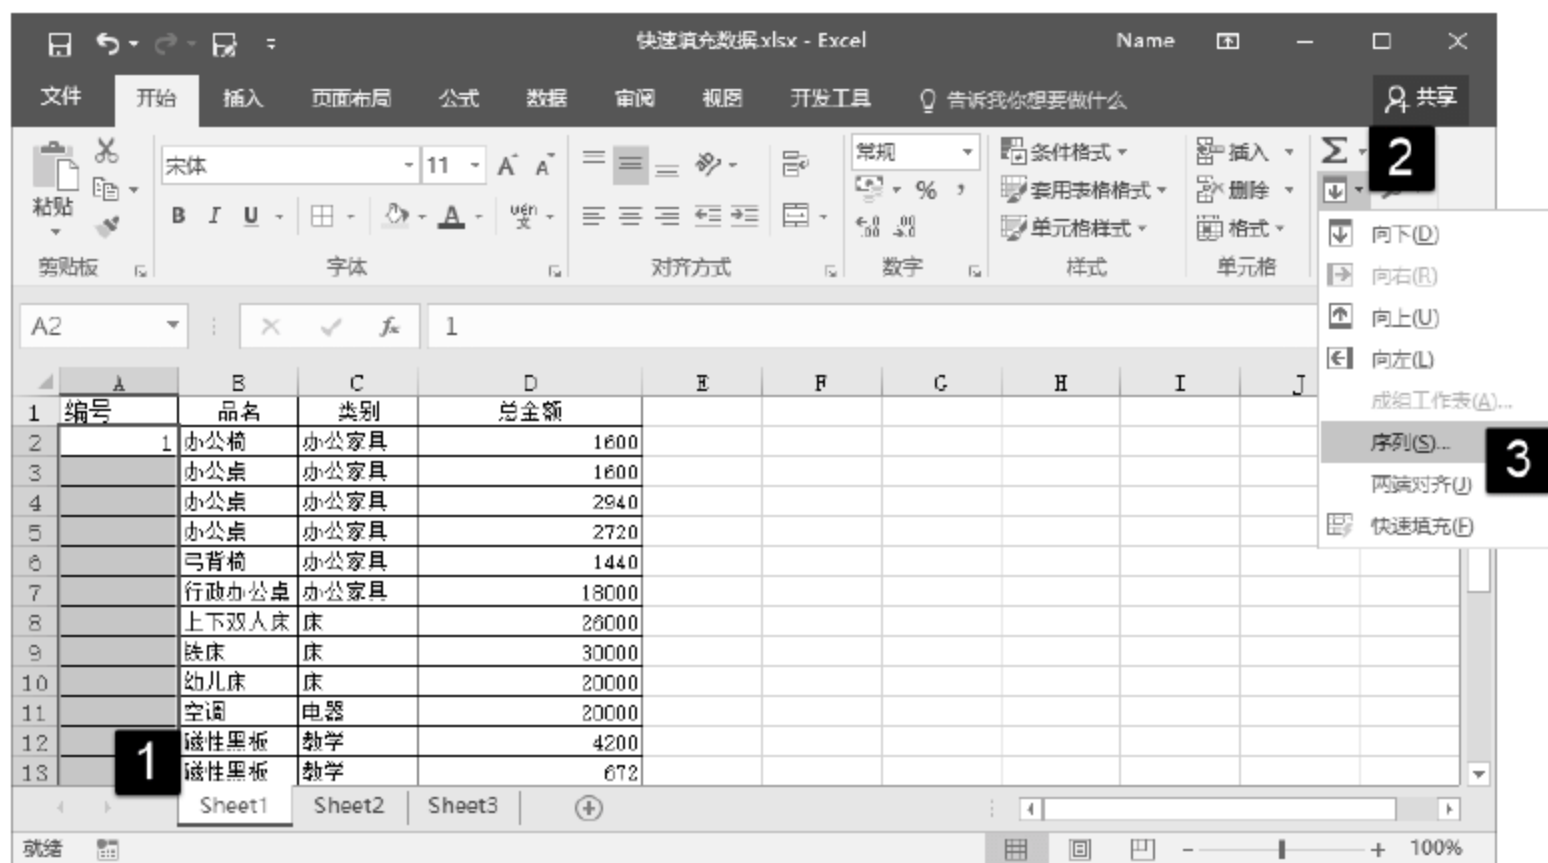 快速填充数据.xlsx - Excel
Name
文件 开始 插入 页面布局 公式 数据 审阅 视图 开发工具 告诉我你想要做什么 共享
2
粘贴
剪贴板
宋体 11
B I U A wén 文
字体
对齐方式
常规
% ,
数字
条件格式
套用表格格式
单元格样式
样式
插入
删除
格式
单元格
Σ
向下(D)
向右(R)
向上(U)
向左(L)
成组工作表(A)...
序列(S)...
3
两端对齐(J)
快速填充(F)
A2 fx 1
A B C D E F G H I J
1 编号 品名 类别 总金额
2 1 办公椅 办公家具 1600
3 办公桌 办公家具 1600
4 办公桌 办公家具 2940
5 办公桌 办公家具 2720
6 弓背椅 办公家具 1440
7 行政办公桌 办公家具 18000
8 上下双人床 床 26000
9 铁床 床 30000
10 幼儿床 床 20000
11 空调 电器 20000
12 磁性黑板 教学 4200
13 磁性黑板 教学 672
1
Sheet1 Sheet2 Sheet3
就绪 100%